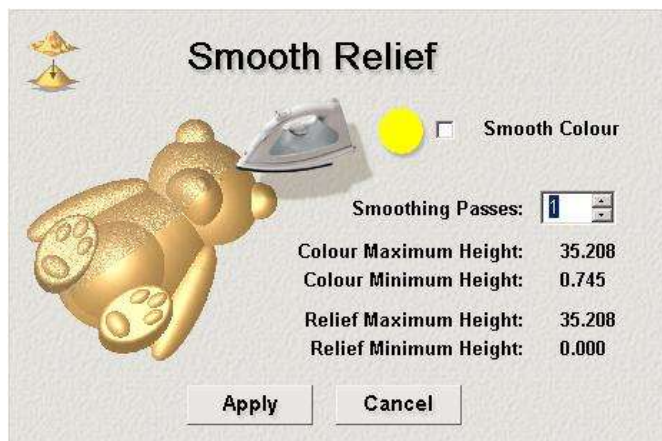 Smooth Relief
Smooth Colour
Smoothing Passes: 1
Colour Maximum Height: 35.208
Colour Minimum Height: 0.745
Relief Maximum Height: 35.208
Relief Minimum Height: 0.000
Apply Cancel